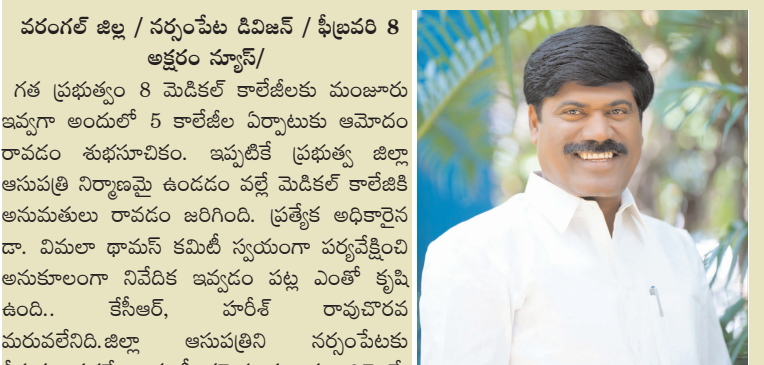 వరంగల్ జిల్ల / నర్సంపేట డివిజన్ / ఫీబ్రవరి 8
అక్షరం న్యూస్/
గత ప్రభుత్వం 8 మెడికల్ కాలేజీలకు మంజూరు
ఇవ్వగా అందులో 5 కాలేజీల ఏర్పాటుకు ఆమోదం
రావడం శుభసూచికం. ఇప్పటికే ప్రభుత్వ జిల్లా
ఆసుపత్రి నిర్మాణమై ఉండడం వల్లే మెడికల్ కాలేజికి
అనుమతులు రావడం జరిగింది. ప్రత్యేక అధికారైన
డా. విమలా థామస్ కమిటీ స్వయంగా పర్యవేక్షించి
అనుకూలంగా నివేదిక ఇవ్వడం పట్ల ఎంతో కృషి
ఉంది.. కేసీఆర్, హరీశ్ రావుచొరవ
మరువలేనిది.జిల్లా ఆసుపత్రిని నర్సంపేటకు